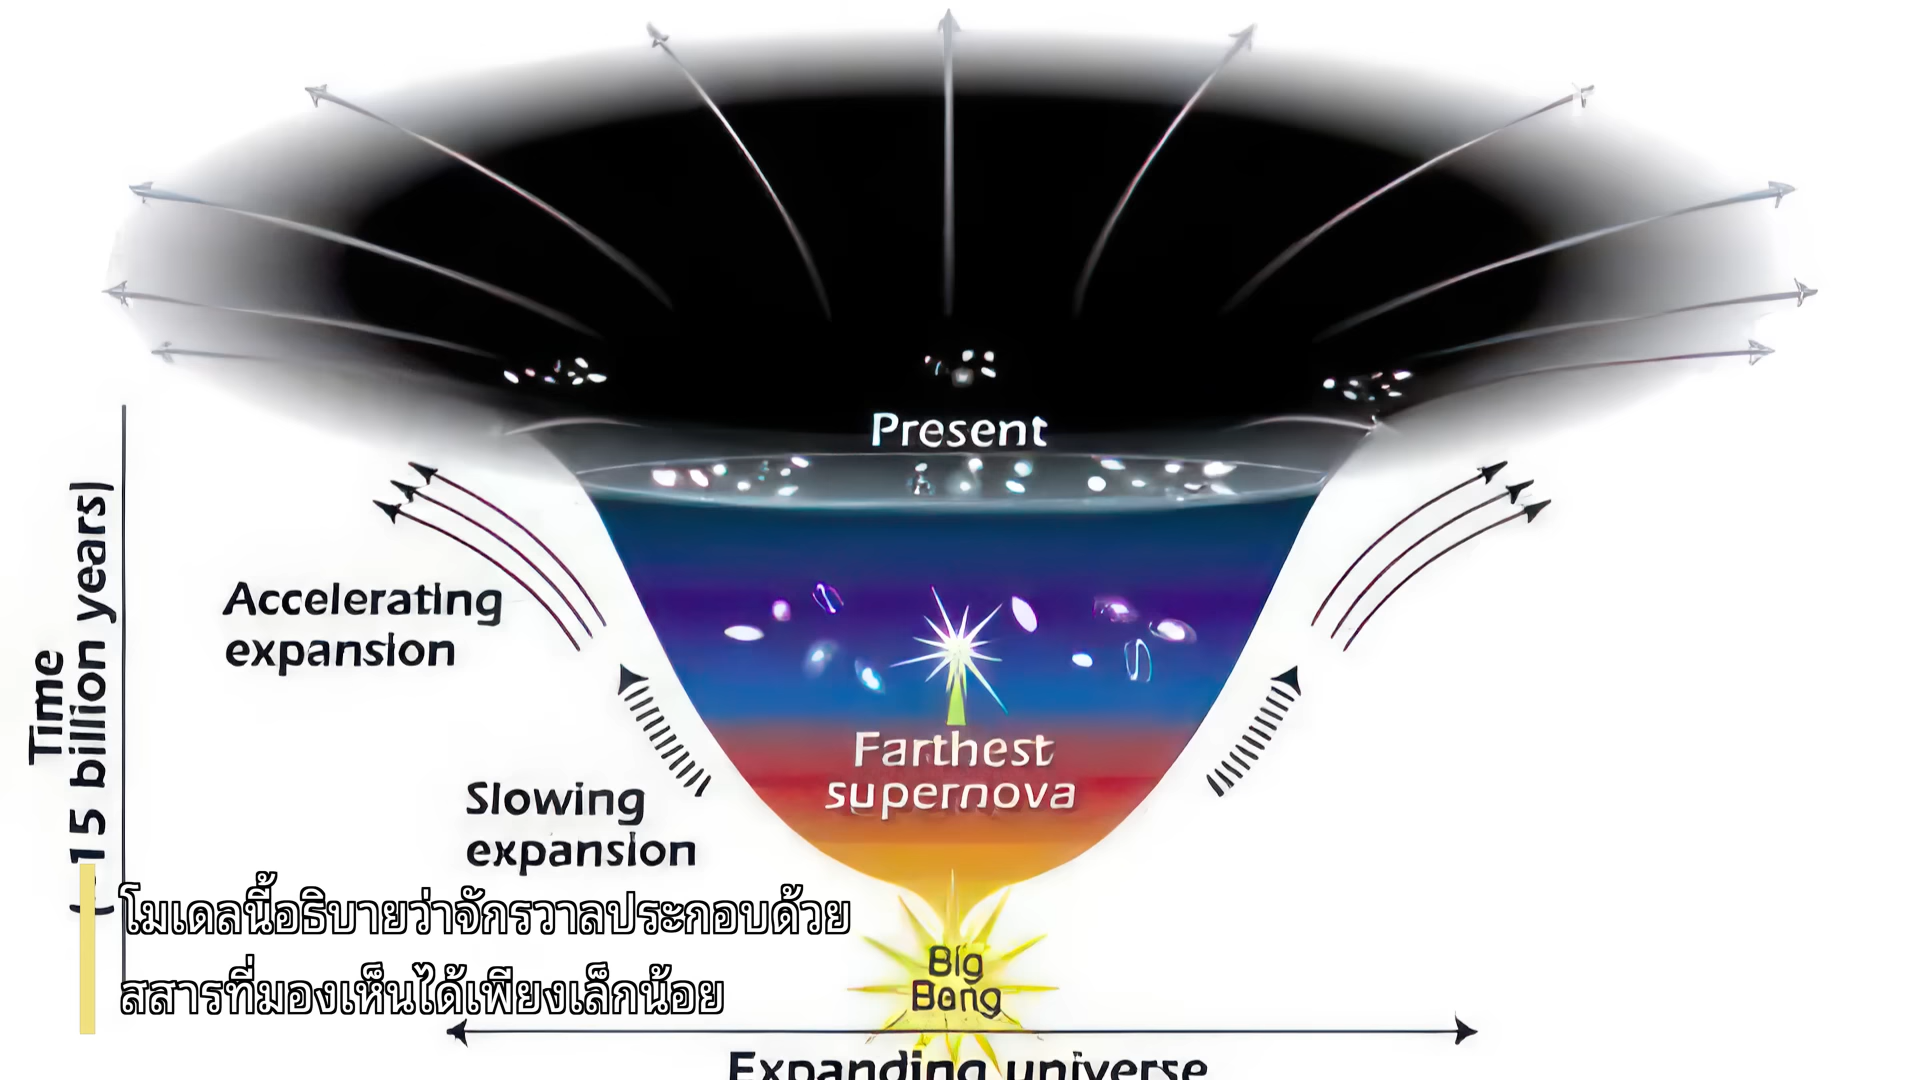 Present
Accelerating
expansion
Farthest
supernova
Slowing
expansion
Time
15 billion years)
Big
Bang
Expanding universe
โมเดลนี้อธิบายว่าจักรวาลประกอบด้วย
สสารที่มองเห็นได้เพียงเล็กน้อย